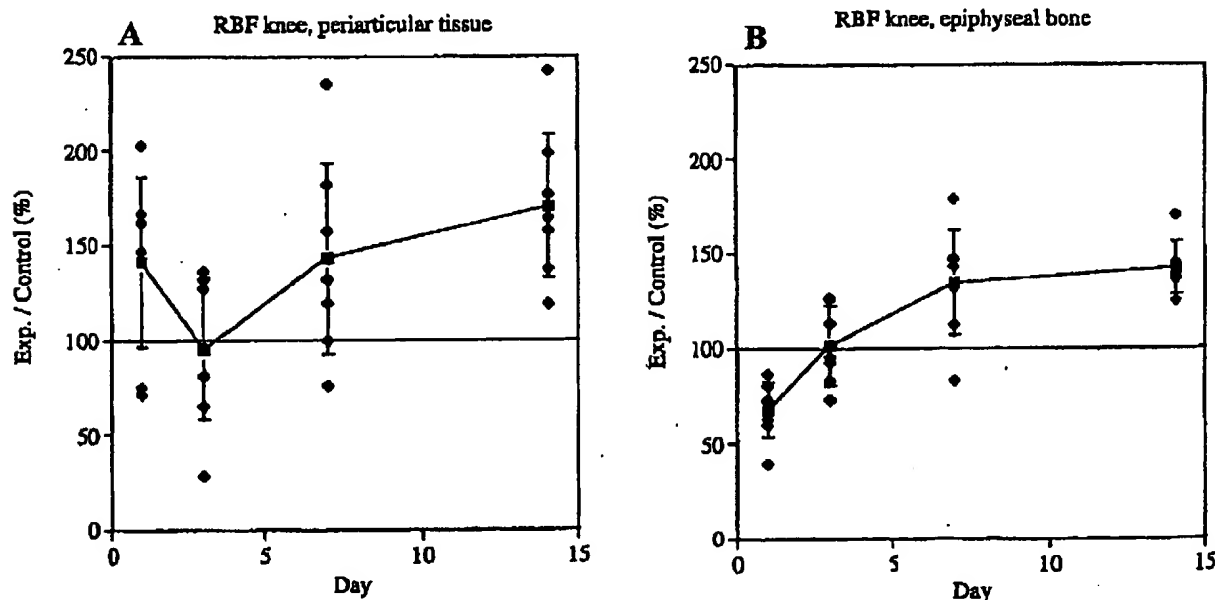 A
RBF knee, periarticular tissue
250
200
150
100
50
0
0
5
10
15
Exp. / Control (%)
Day
B
RBF knee, epiphyseal bone
250
200
150
100
50
0
0
5
10
15
Exp. / Control (%)
Day